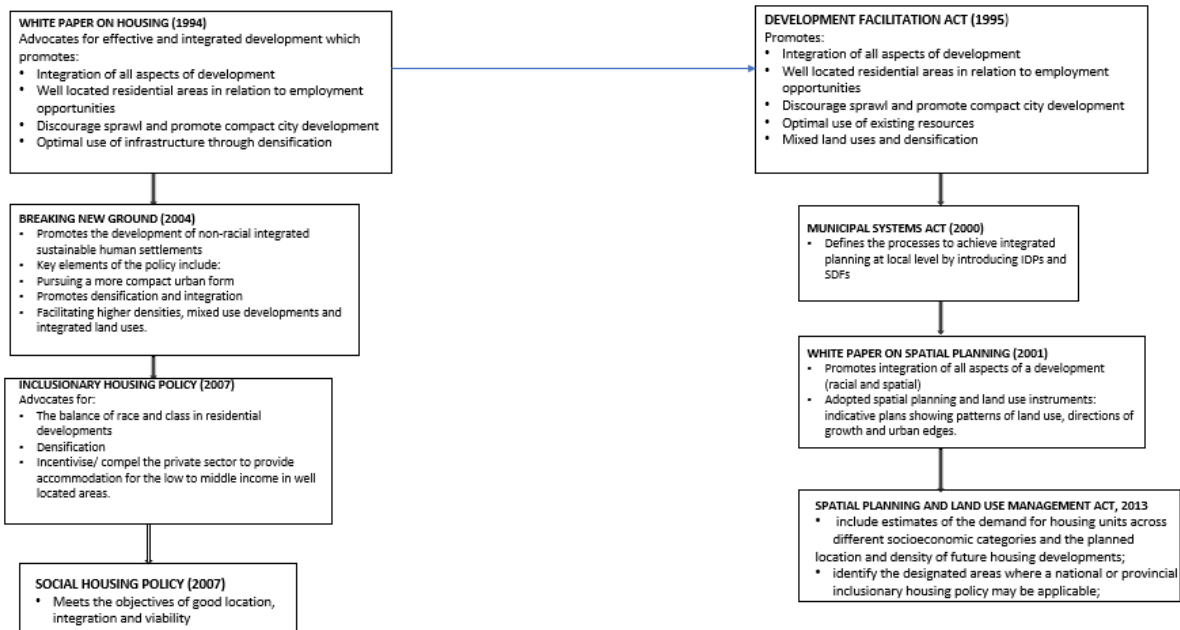 WHITE PAPER ON HOUSING (1994)
Advocates for effective and integrated development which
promotes:
• Integration of all aspects of development
• Well located residential areas in relation to employment
opportunities
• Discourage sprawl and promote compact city development
• Optimal use of infrastructure through densification
BREAKING NEW GROUND (2004)
• Promotes the development of non-racial integrated
sustainable human settlements
• Key elements of the policy include:
• Pursuing a more compact urban form
• Promotes densification and integration
• Facilitating higher densities, mixed use developments and
integrated land uses.
INCLUSIONARY HOUSING POLICY (2007)
Advocates for:
• The balance of race and class in residential
developments
• Densification
• Incentivise/ compel the private sector to provide
accommodation for the low to middle income in well
located areas.
SOCIAL HOUSING POLICY (2007)
• Meets the objectives of good location,
integration and viability
DEVELOPMENT FACILITATION ACT (1995)
Promotes:
• Integration of all aspects of development
• Well located residential areas in relation to employment
opportunities
• Discourage sprawl and promote compact city development
• Optimal use of existing resources
• Mixed land uses and densification
MUNICIPAL SYSTEMS ACT (2000)
• Defines the processes to achieve integrated
planning at local level by introducing IDPs and
SDFs
WHITE PAPER ON SPATIAL PLANNING (2001)
• Promotes integration of all aspects of a development
(racial and spatial)
• Adopted spatial planning and land use instruments:
indicative plans showing patterns of land use, directions of
growth and urban edges.
SPATIAL PLANNING AND LAND USE MANAGEMENT ACT, 2013
• include estimates of the demand for housing units across
different socioeconomic categories and the planned
location and density of future housing developments;
• identify the designated areas where a national or provincial
inclusionary housing policy may be applicable;